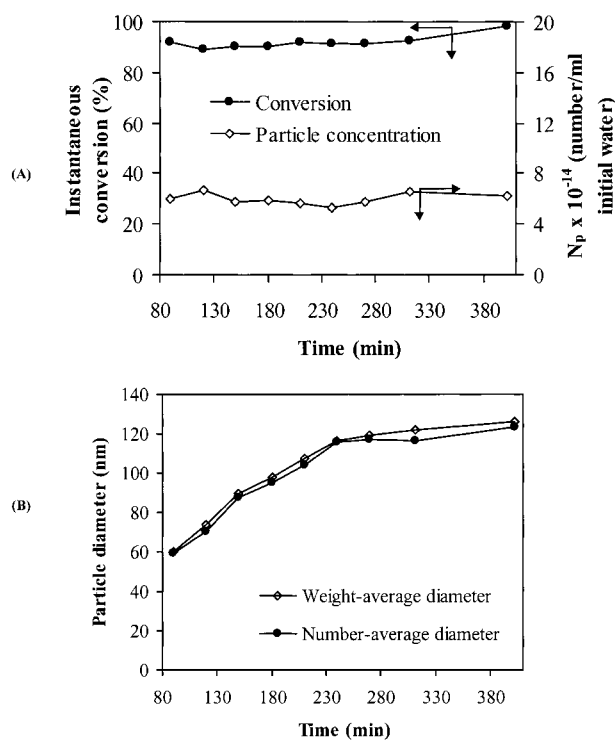 (A)
Instantaneous
conversion (%)
100
80
60
40
20
0
Conversion
Particle concentration
20
16
12
8
4
0
Np x 10-14 (number/ml
initial water)
80 130 180 230 280 330 380
Time (min)
(B)
Particle diameter (nm)
140
120
100
80
60
40
20
0
Weight-average diameter
Number-average diameter
80 130 180 230 280 330 380
Time (min)